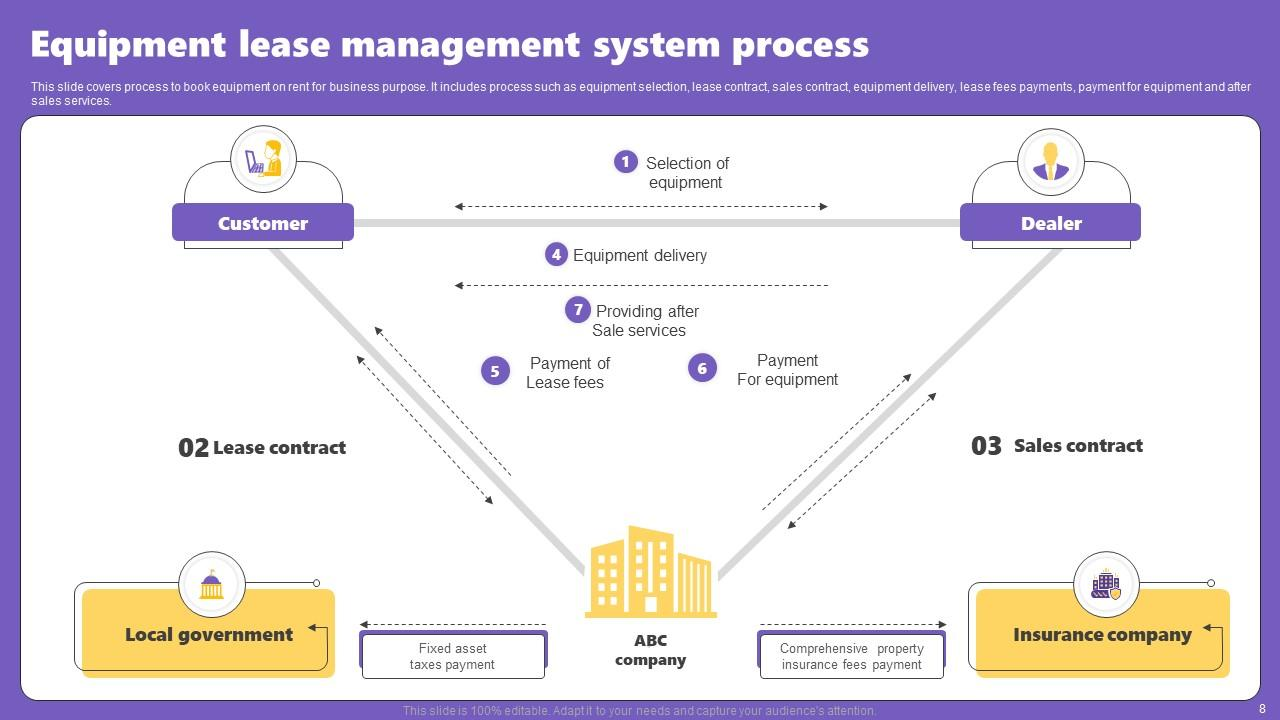 Equipment lease management system process
This slide covers process to book equipment on rent for business purpose. It includes process such as equipment selection, lease contract, sales contract, equipment delivery, lease fees payments, payment for equipment and after
sales services.
1 Selection of
equipment
Customer
Dealer
4 Equipment delivery
7 Providing after
Sale services
5 Payment of
Lease fees
6 Payment
For equipment
02 Lease contract
03 Sales contract
Local government
Fixed asset
taxes payment
ABC
company
Comprehensive property
insurance fees payment
Insurance company
This slide is 100% editable. Adapt it to your needs and capture your audience's attention.
8